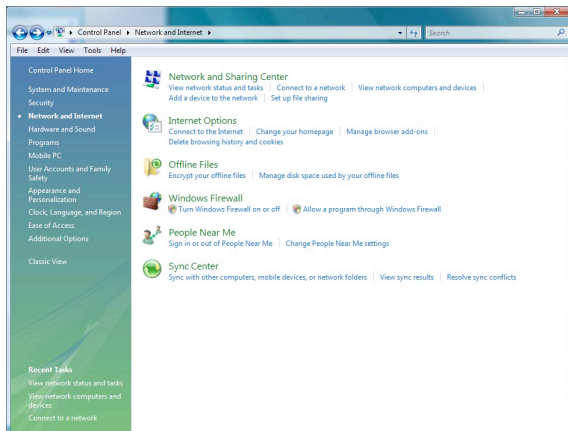 Control Panel ▸ Network and Internet ▸
Search
File Edit View Tools Help
Control Panel Home
System and Maintenance
Security
Network and Internet
Hardware and Sound
Programs
Mobile PC
User Accounts and Family
Safety
Appearance and
Personalization
Clock, Language, and Region
Ease of Access
Additional Options
Classic View
Recent Tasks
View network status and tasks
View network computers and
devices
Connect to a network
Network and Sharing Center
View network status and tasks | Connect to a network | View network computers and devices |
Add a device to the network | Set up file sharing
Internet Options
Connect to the Internet | Change your homepage | Manage browser add-ons |
Delete browsing history and cookies
Offline Files
Encrypt your offline files | Manage disk space used by your offline files
Windows Firewall
Turn Windows Firewall on or off | Allow a program through Windows Firewall
People Near Me
Sign in or out of People Near Me | Change People Near Me settings
Sync Center
Sync with other computers, mobile devices, or network folders | View sync results | Resolve sync conflicts